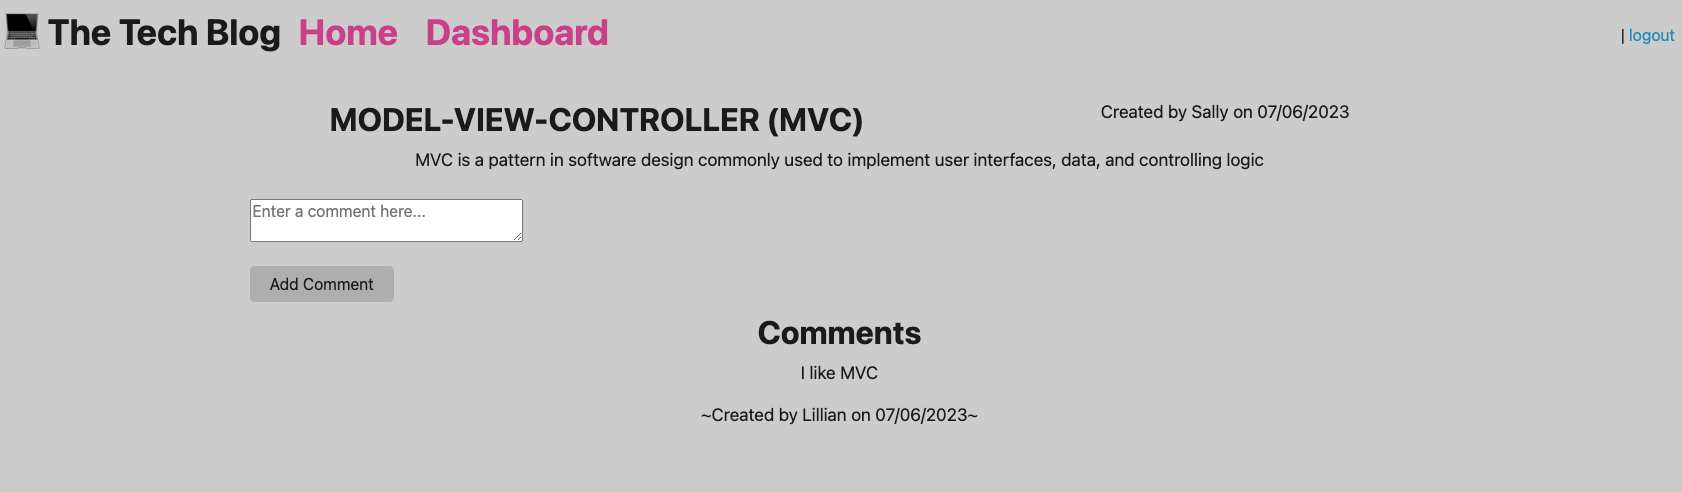 The Tech Blog Home Dashboard | logout
MODEL-VIEW-CONTROLLER (MVC) Created by Sally on 07/06/2023
MVC is a pattern in software design commonly used to implement user interfaces, data, and controlling logic
Enter a comment here...
Add Comment
Comments
I like MVC
~Created by Lillian on 07/06/2023~